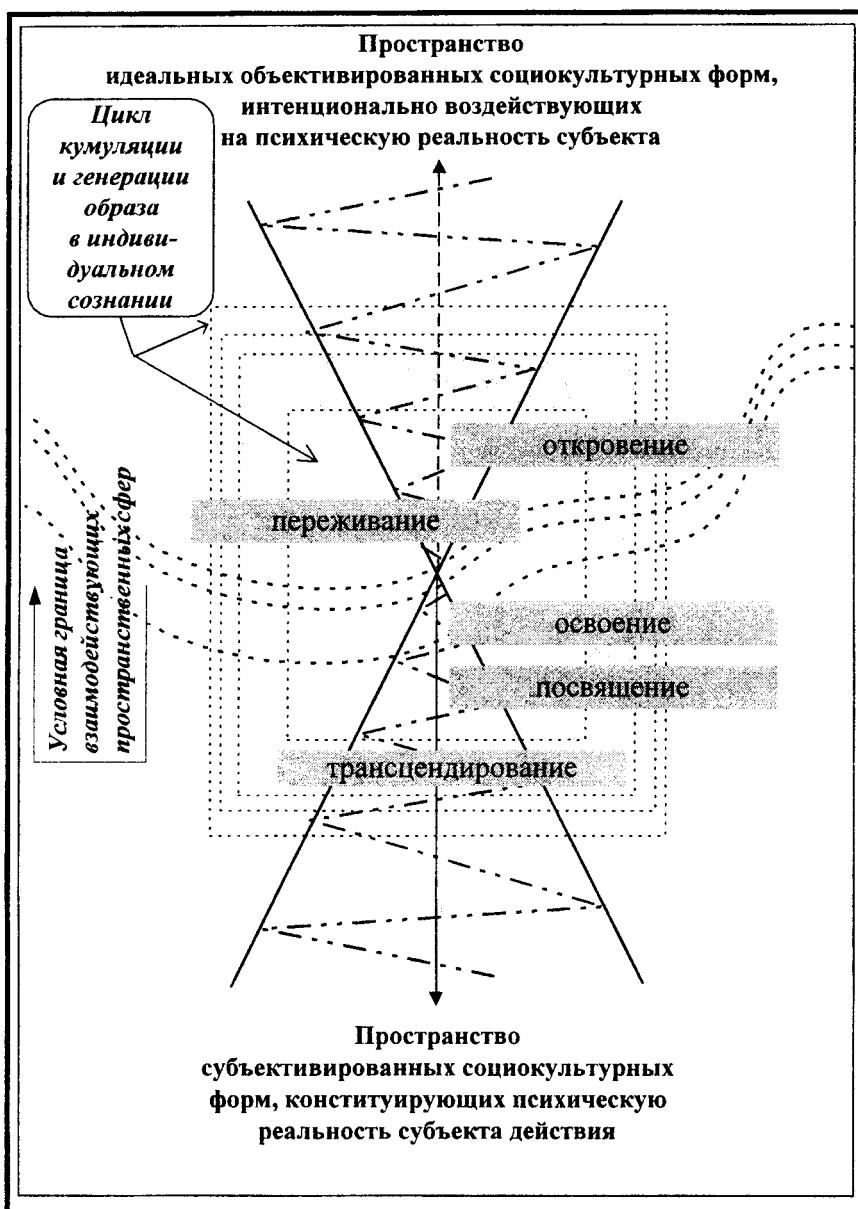 Пространство
идеальных объективированных социокультурных форм,
интенционально воздействующих
на психическую реальность субъекта
Цикл
кумуляции
и генерации
образа
в индиви-
дуальном
сознании
откровение
переживание
Условная граница
взаимодействующих
пространственных сфер
освоение
посвящение
трансцендирование
Пространство
субъективированных социокультурных
форм, конституирующих психическую
реальность субъекта действия